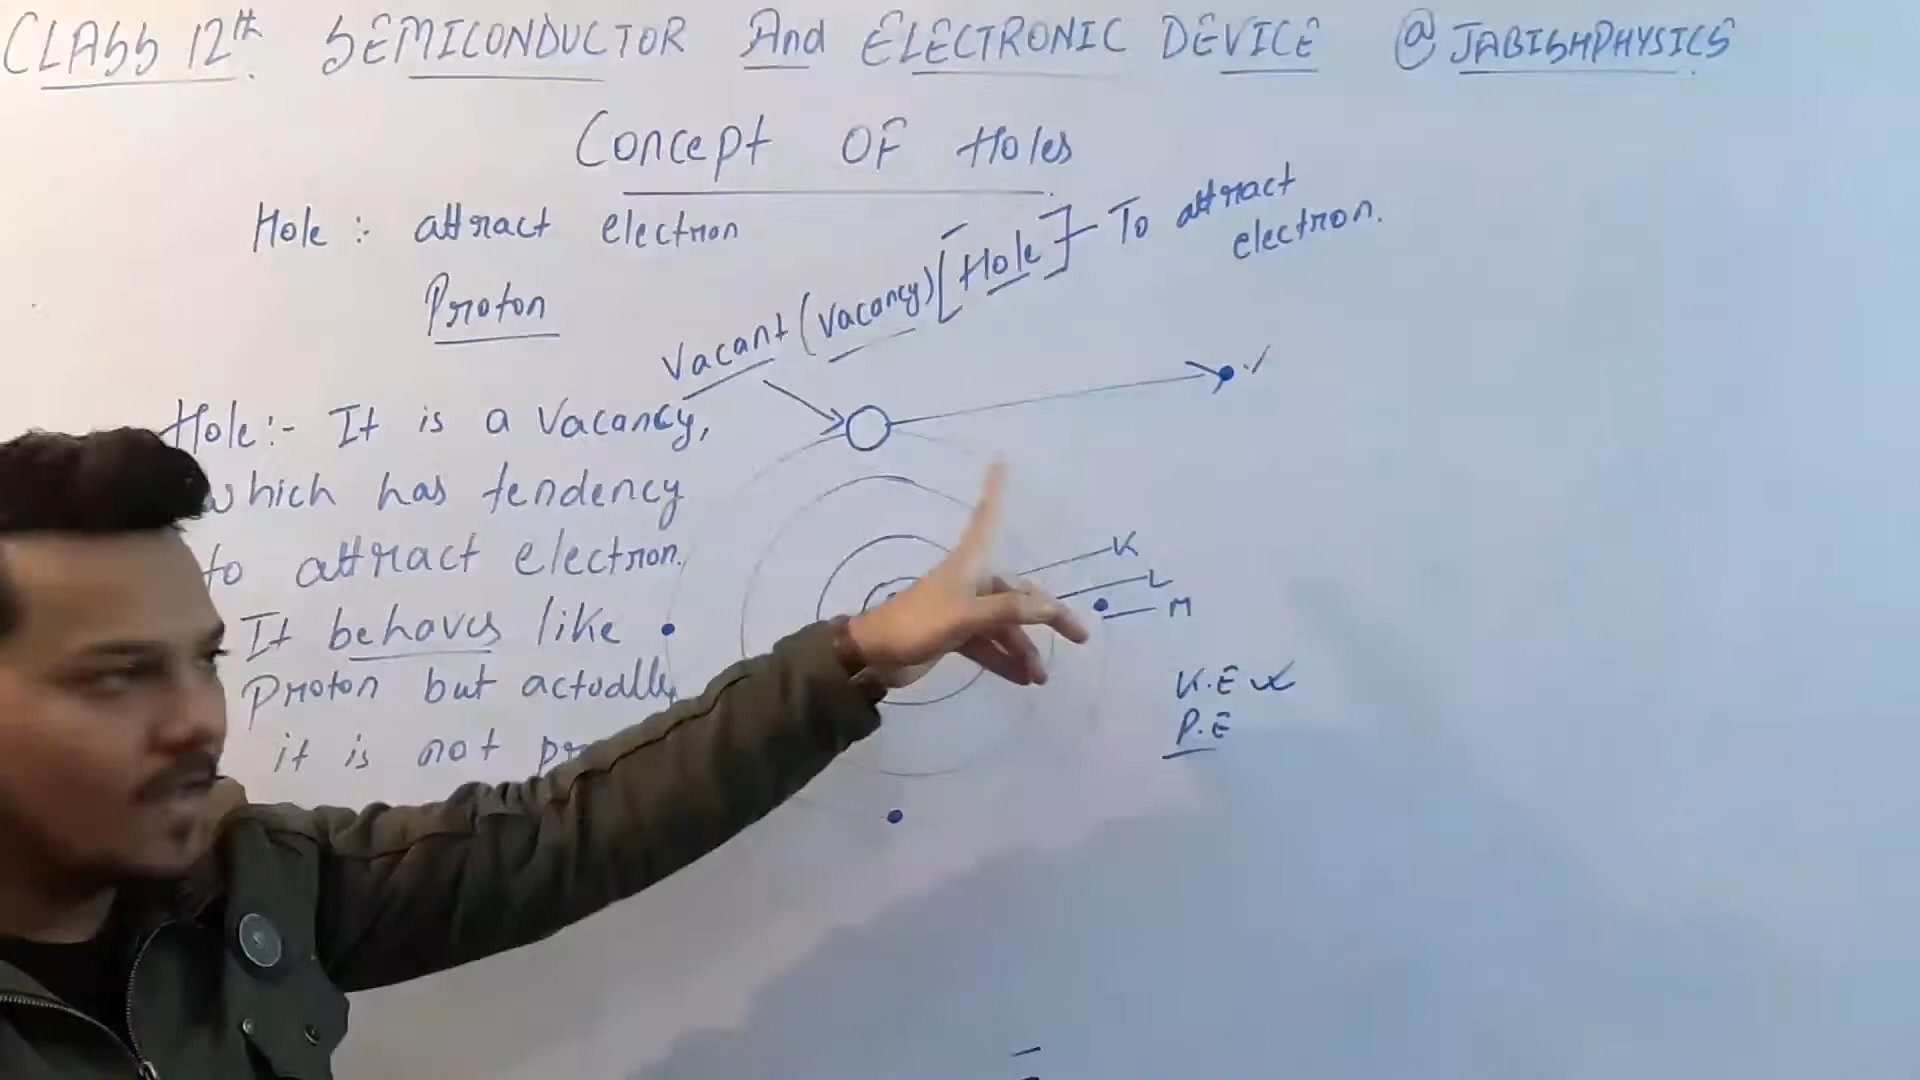 CLASS 12th SEMICONDUCTOR And ELECTRONIC DEVICE @JABISHPHYSICS
Concept OF Holes
Hole : attract electron
Proton
Vacant (Vacancy) [Hole] - To attract
electron.
Hole:- It is a Vacancy,
which has tendency
to attract electron.
It behaves like
Proton but actually
it is not
K
L
M
K.E
P.E